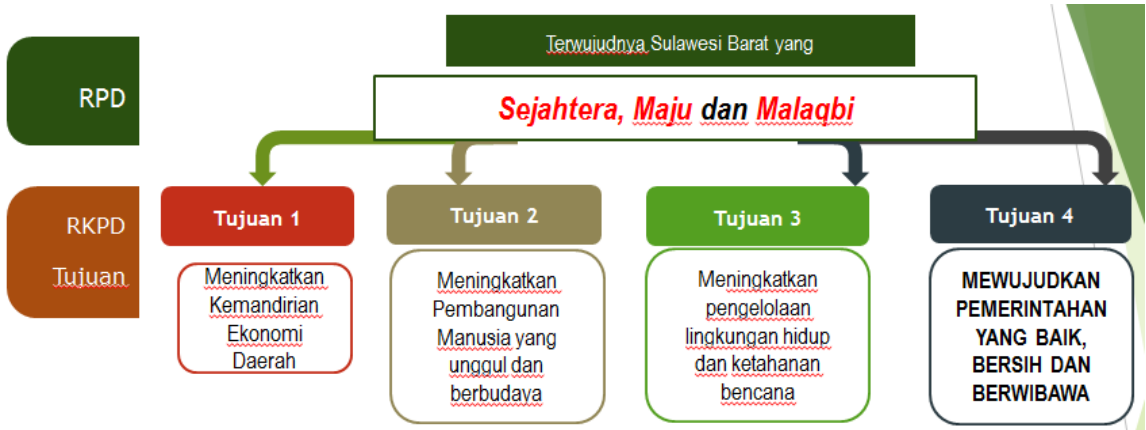 Terwujudnya Sulawesi Barat yang
RPD
Sejahtera, Maju dan Malaqbi
RKPD
Tujuan
Tujuan 1
Meningkatkan
Kemandirian
Ekonomi
Daerah
Tujuan 2
Meningkatkan
Pembangunan
Manusia yang
unggul dan
berbudaya
Tujuan 3
Meningkatkan
pengelolaan
lingkungan hidup
dan ketahanan
bencana
Tujuan 4
MEWUJUDKAN
PEMERINTAHAN
YANG BAIK,
BERSIH DAN
BERWIBAWA